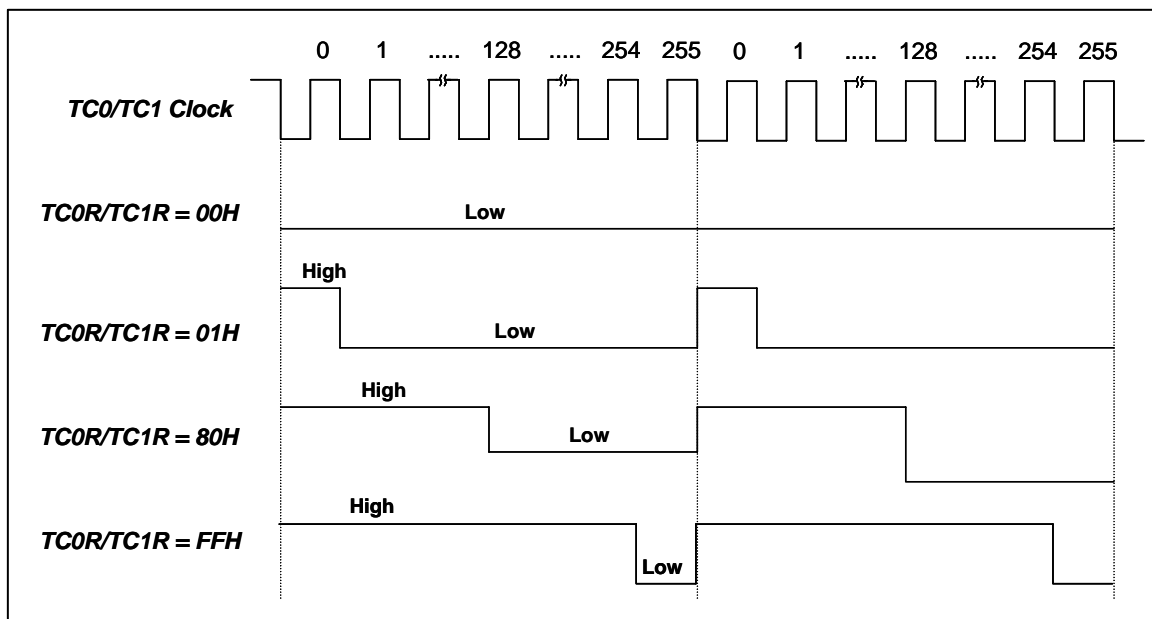 0 1 ..... 128 ..... 254 255 0 1 ..... 128 ..... 254 255
TC0/TC1 Clock
TC0R/TC1R = 00H
Low
High
TC0R/TC1R = 01H
Low
High
TC0R/TC1R = 80H
Low
High
TC0R/TC1R = FFH
Low